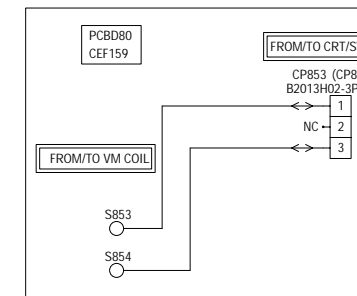 PCBD80
CEF159
FROM/TO CRT/S
CP853 (CP8
B2013H02-3P
1
NC
2
3
FROM/TO VM COIL
S853
S854